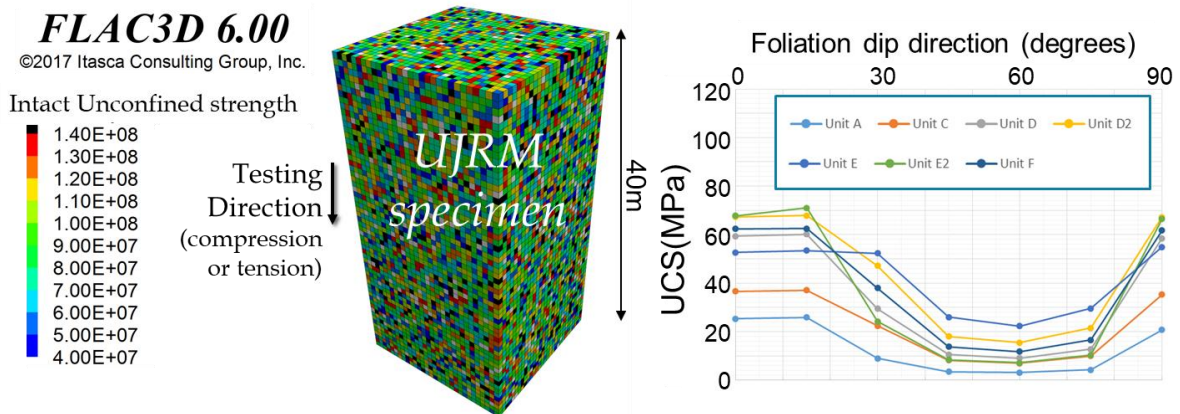 FLAC3D 6.00
©2017 Itasca Consulting Group, Inc.
Intact Unconfined strength
1.40E+08
1.30E+08
1.20E+08
1.10E+08
1.00E+08
9.00E+07
8.00E+07
7.00E+07
6.00E+07
5.00E+07
4.00E+07
Testing
Direction
(compression
or tension)
UJRM
specimen
40m
Foliation dip direction (degrees)
0 30 60 90
UCS(MPa)
120
100
80
60
40
20
0
Unit A Unit C Unit D Unit D2
Unit E Unit E2 Unit F